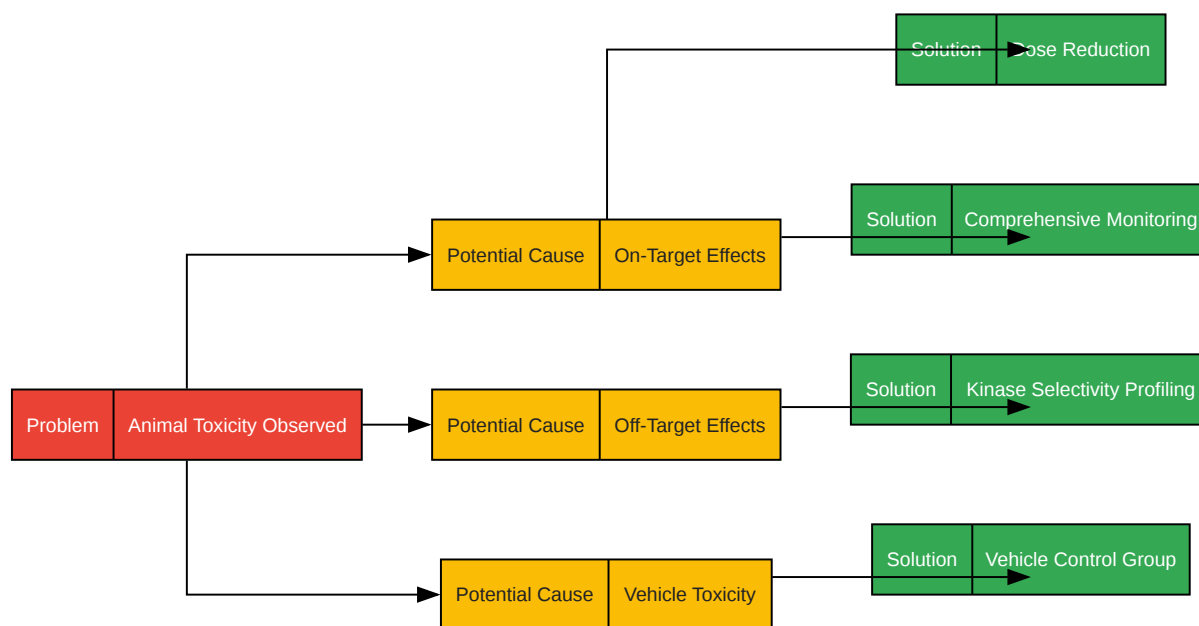 Solution Dose Reduction
Solution Comprehensive Monitoring
Potential Cause On-Target Effects
Solution Kinase Selectivity Profiling
Problem Animal Toxicity Observed
Potential Cause Off-Target Effects
Solution Vehicle Control Group
Potential Cause Vehicle Toxicity